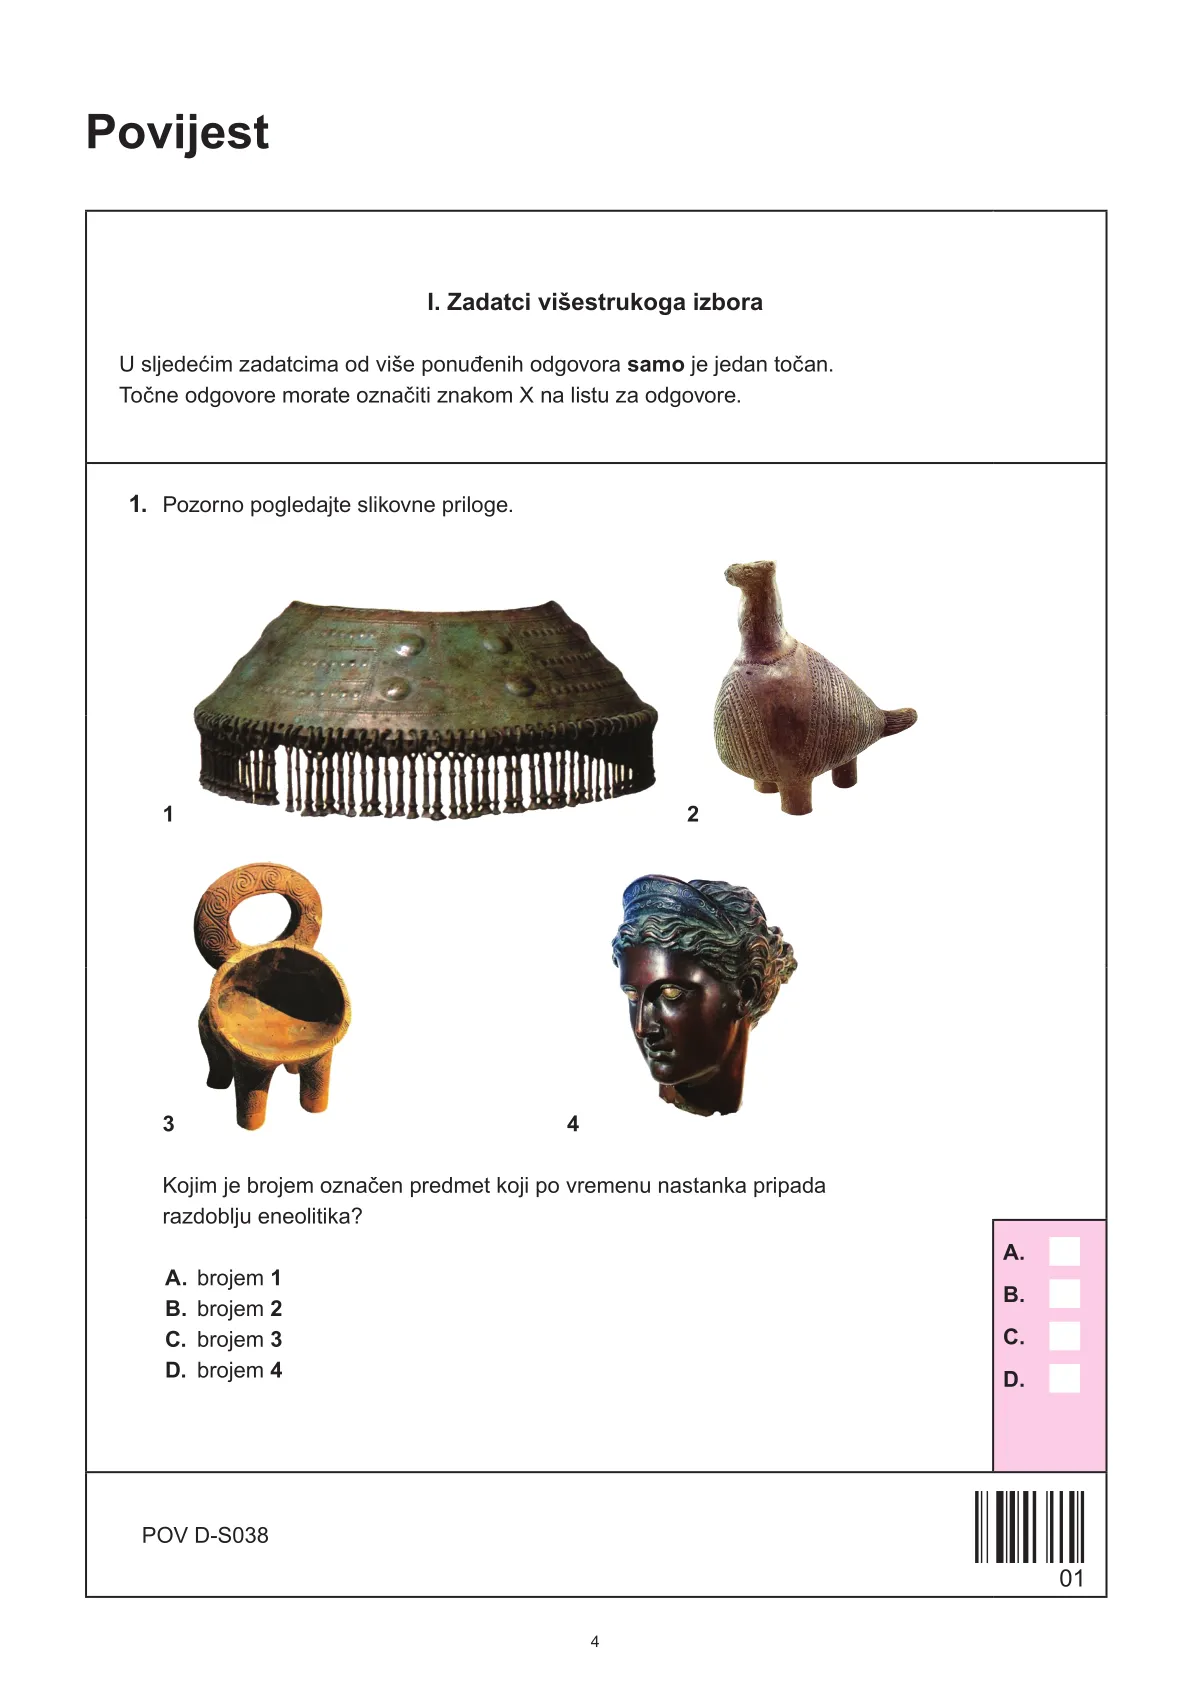 Povijest
I. Zadatci višestrukoga izbora
U sljedećim zadatcima od više ponuđenih odgovora samo je jedan točan.
Točne odgovore morate označiti znakom X na listu za odgovore.
1. Pozorno pogledajte slikovne priloge.
1
2
3
4
Kojim je brojem označen predmet koji po vremenu nastanka pripada
razdoblju eneolitika?
A. brojem 1
B. brojem 2
C. brojem 3
D. brojem 4
A.
B.
C.
D.
POV D-S038
01
4